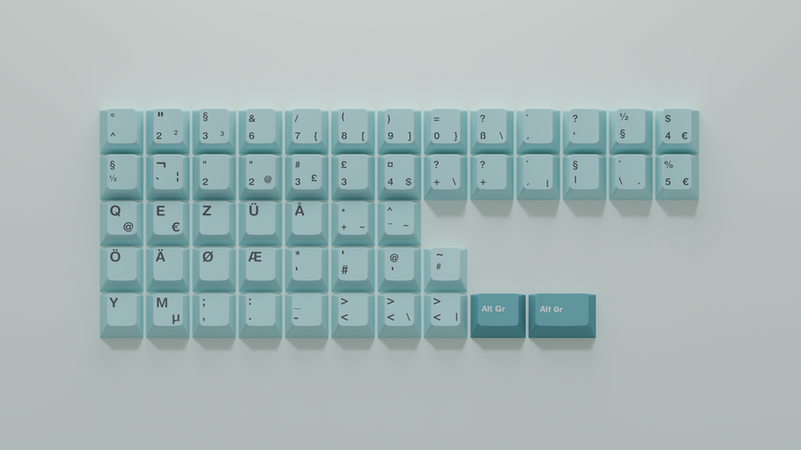 ° " § & / ( ) = ? ` ? ½ $
^ 2 ² 3 ³ 6 7 { 8 [ 9 ] 0 } ß \ ´ ' § 4 €
§ ¬ " " # £ ¤ ? ? ` § ` %
½ ` ¦ 2 2 @ 3 £ 3 4 $ + \ + ´ | | \ . 5 €
Q E Z Ü Å * ^
@ € + ~ ¨ ~
Ö Ä Ø Æ * ' @ ~
' # ' #
Y M ; : _ > > > Alt Gr Alt Gr
µ , . - < < \ < |